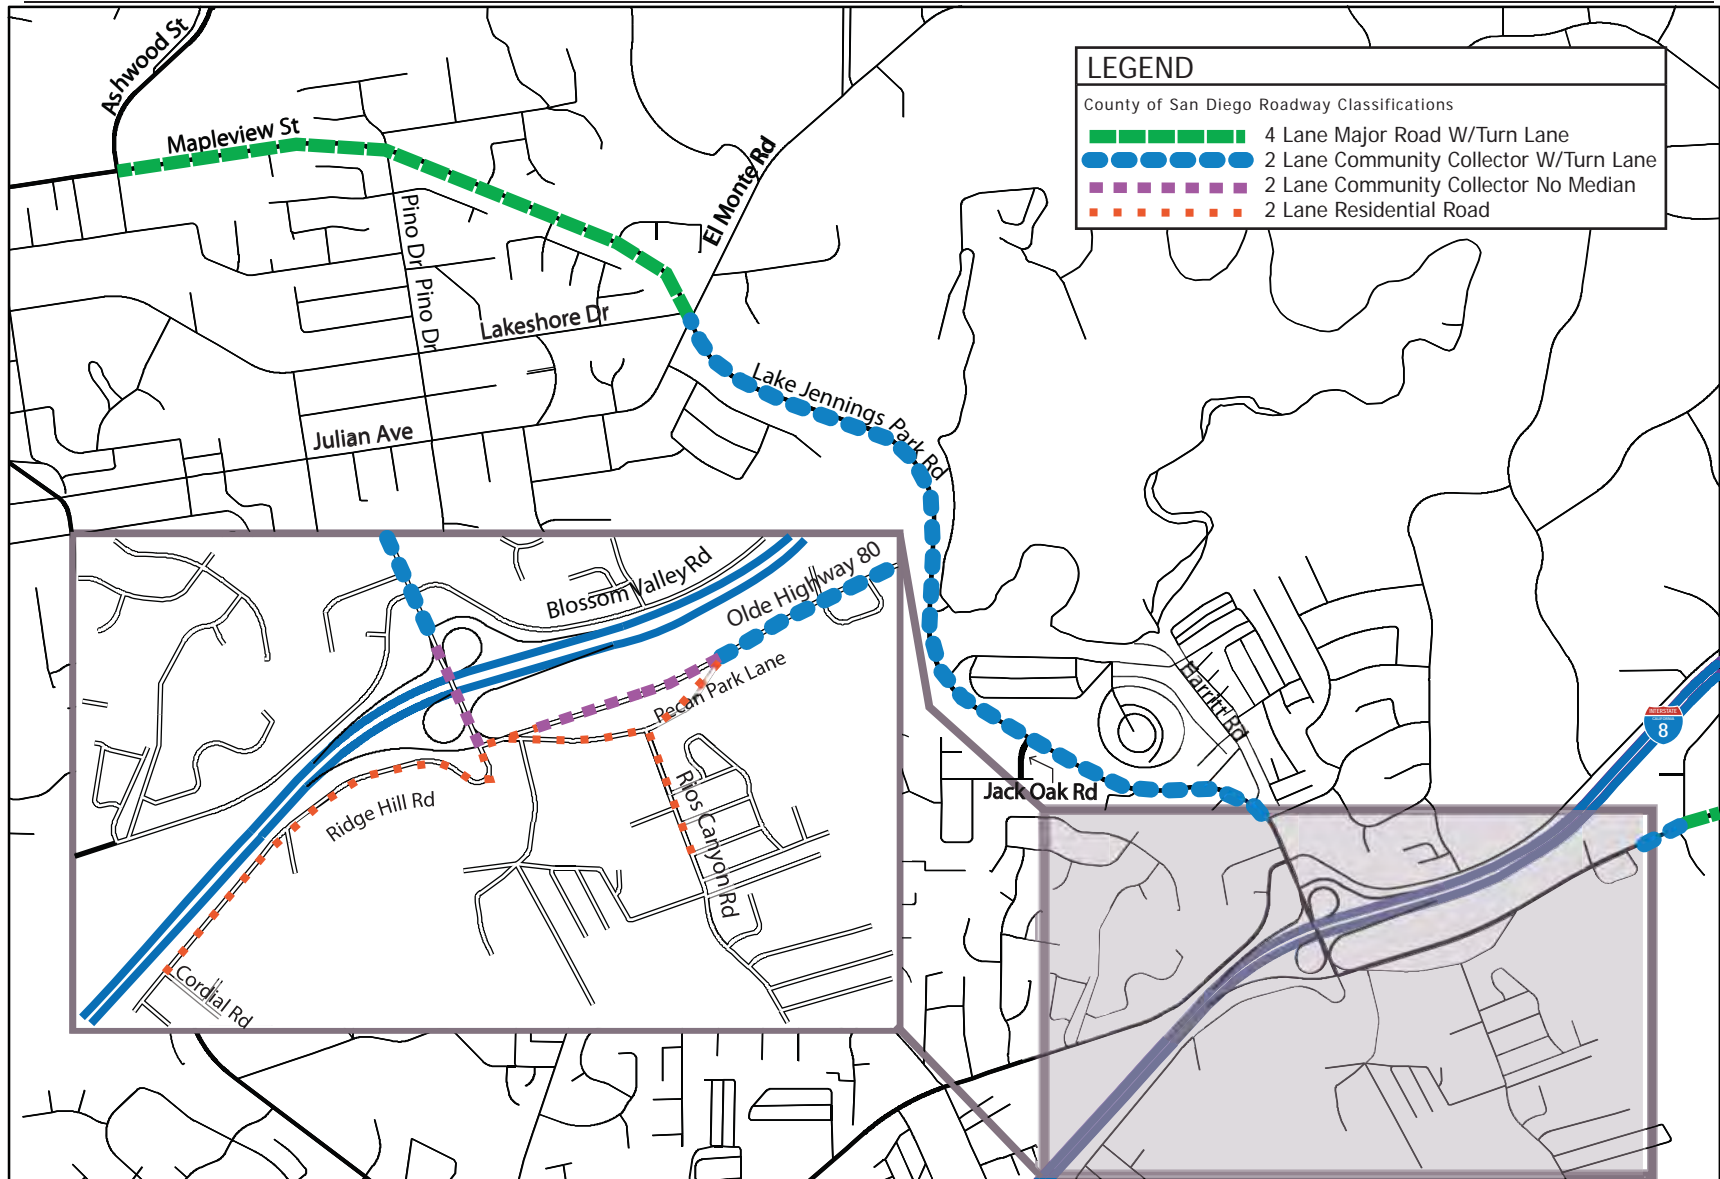 Ashwood St
Mapleview St
El Monte Rd
LEGEND
County of San Diego Roadway Classifications
4 Lane Major Road W/Turn Lane
2 Lane Community Collector W/Turn Lane
2 Lane Community Collector No Median
2 Lane Residential Road
Pino Dr
Pino Dr
Lakeshore Dr
Lake Jennings Park Rd
Julian Ave
Blossom Valley Rd
Olde Highway 80
Pecan Park Lane
Ridge Hill Rd
Rios Canyon Rd
Cordial Rd
Harritt Rd
Jack Oak Rd
INTERSTATE
CALIFORNIA
8